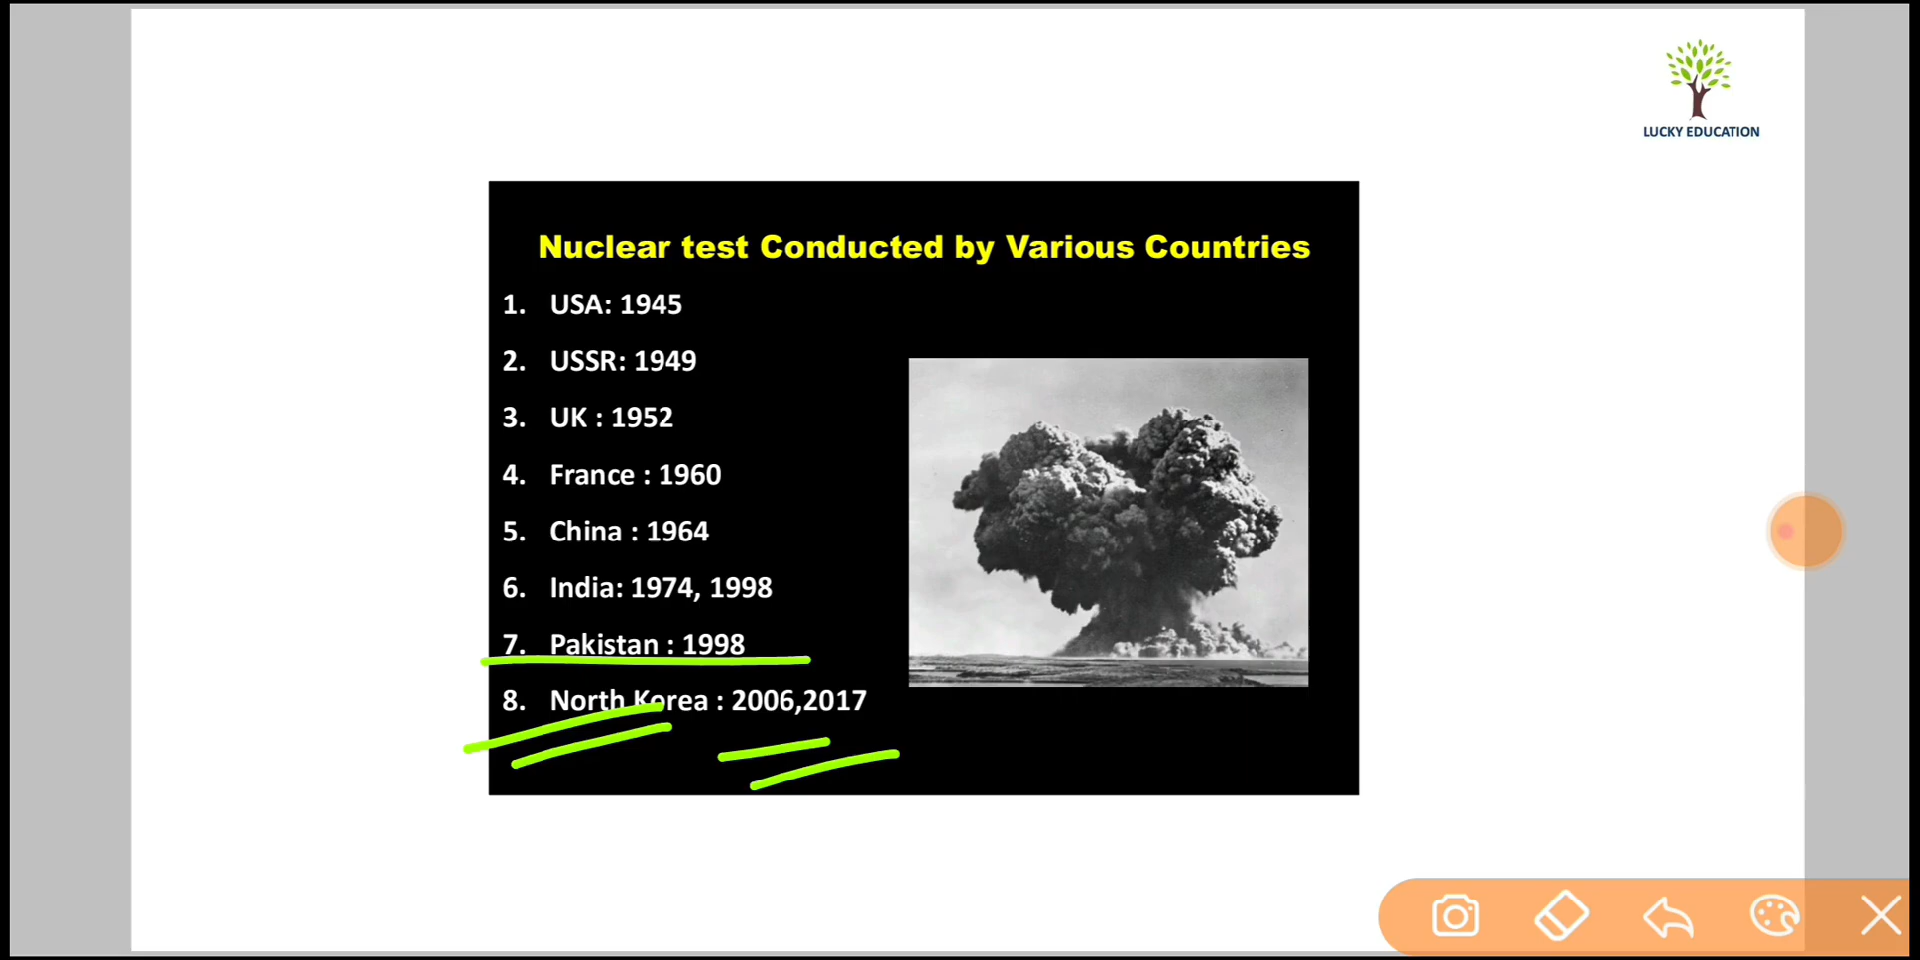 LUCKY EDUCATION
Nuclear test Conducted by Various Countries
1. USA: 1945
2. USSR: 1949
3. UK : 1952
4. France : 1960
5. China : 1964
6. India: 1974, 1998
7. Pakistan : 1998
8. North Korea : 2006,2017